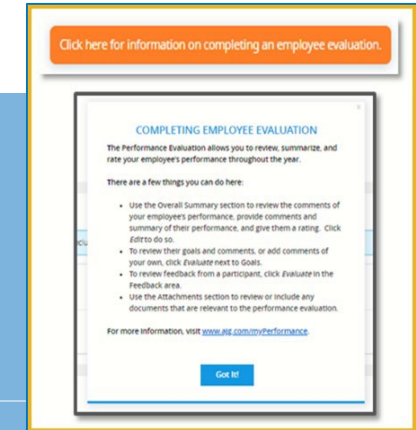 Click here for information on completing an employee evaluation.
x
COMPLETING EMPLOYEE EVALUATION
The Performance Evaluation allows you to review, summarize, and
rate your employee's performance throughout the year.
There are a few things you can do here:
• Use the Overall Summary section to review the comments of
your employee's performance, provide comments and
summary of their performance, and give them a rating. Click
Edit to do so.
• To review their goals and comments, or add comments of
your own, click Evaluate next to Goals.
• To review feedback from a participant, click Evaluate in the
Feedback area.
• Use the Attachments section to review or include any
documents that are relevant to the performance evaluation.
For more information, visit www.ajg.com/myPerformance.
Got It!